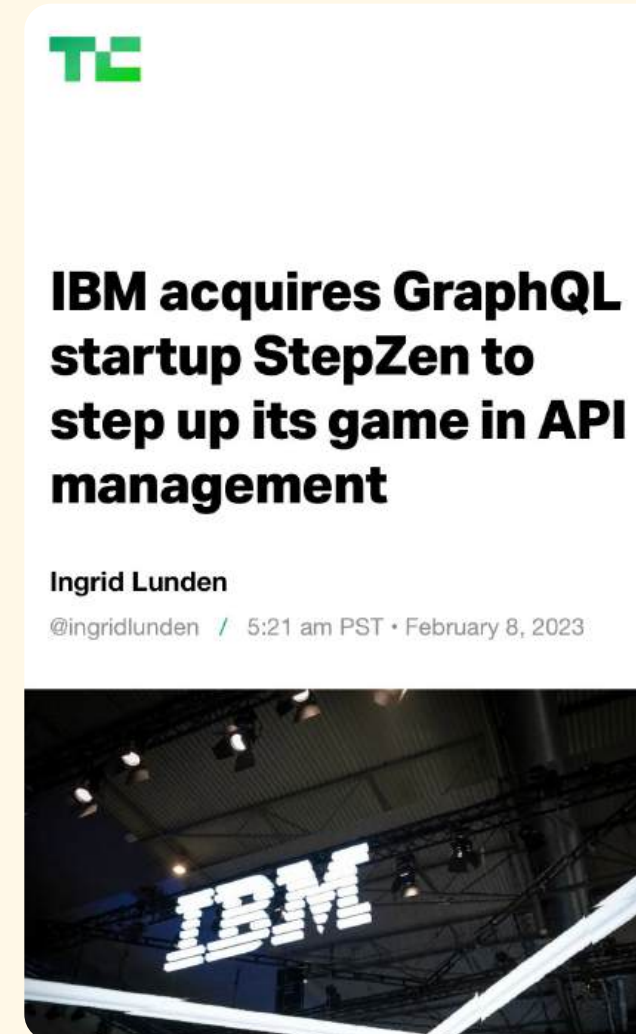 TC
IBM acquires GraphQL
startup StepZen to
step up its game in API
management
Ingrid Lunden
@ingridlunden / 5:21 am PST • February 8, 2023
IBM